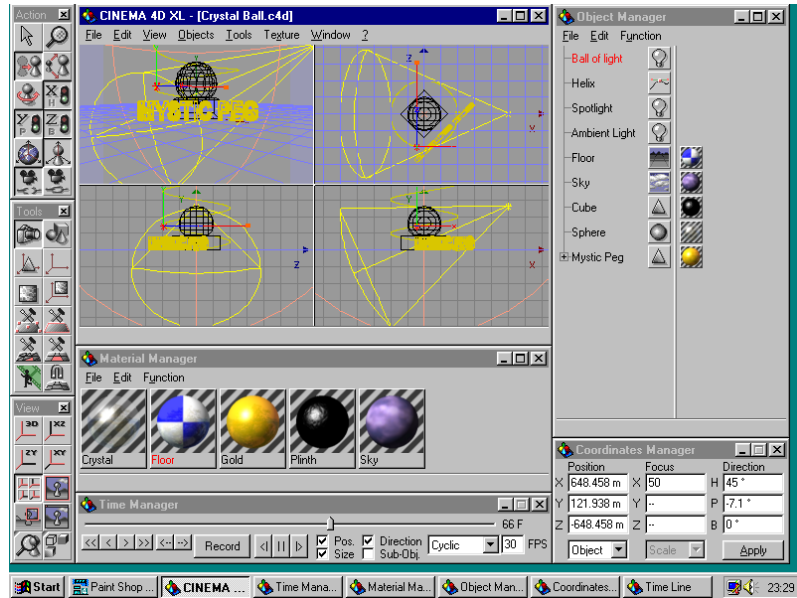 Action
CINEMA 4D XL - [Crystal Ball.c4d]
File Edit View Objects Tools Texture Window ?
MYSTIC PEG
Object Manager
File Edit Function
Ball of light
Helix
Spotlight
Ambient Light
Floor
Sky
Cube
Sphere
Mystic Peg
Tools
View
Material Manager
File Edit Function
Crystal Floor Gold Plinth Sky
Time Manager
66 F
<< < > >> <-- --> Record Pos. Direction Cyclic 30 FPS
Size Sub-Obj.
Coordinates Manager
Position Focus Direction
X 648.458 m X 50 H 45 °
Y 121.938 m Y -- P -7.1 °
Z -648.458 m Z -- B 0 °
Object Scale Apply
Start Paint Shop ... CINEMA ... Time Mana... Material Ma... Object Man... Coordinates... Time Line 23:29